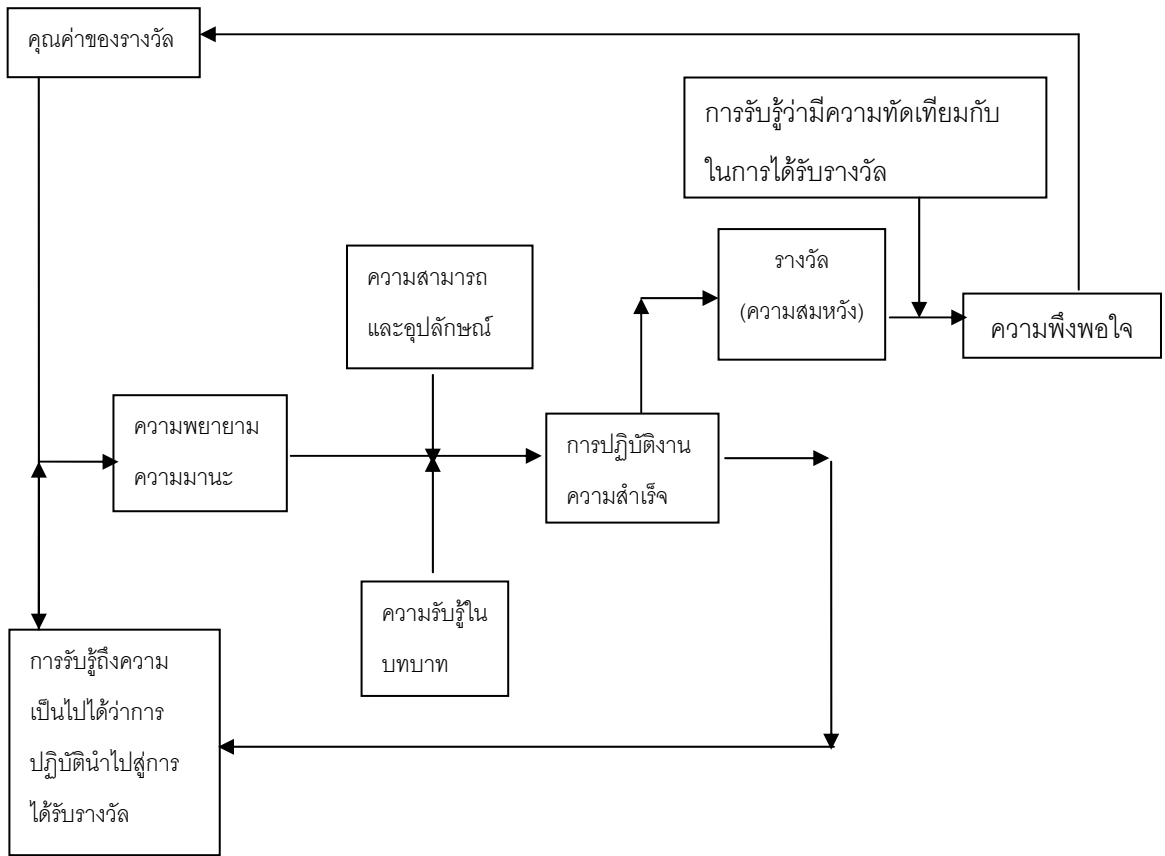 คุณค่าของรางวัล
การรับรู้ว่ามีความทัดเทียมกับ
ในการได้รับรางวัล
รางวัล
(ความสมหวัง)
ความพึงพอใจ
ความสามารถ
และอุปลักษณ์
ความพยายาม
ความมานะ
การปฏิบัติงาน
ความสำเร็จ
ความรับรู้ใน
บทบาท
การรับรู้ถึงความ
เป็นไปได้ว่าการ
ปฏิบัตินำไปสู่การ
ได้รับรางวัล